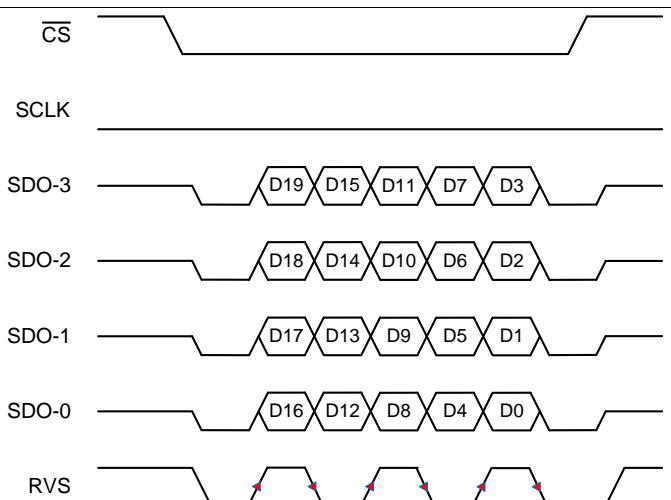 CS
SCLK
SDO-3 D19 D15 D11 D7 D3
SDO-2 D18 D14 D10 D6 D2
SDO-1 D17 D13 D9 D5 D1
SDO-0 D16 D12 D8 D4 D0
RVS